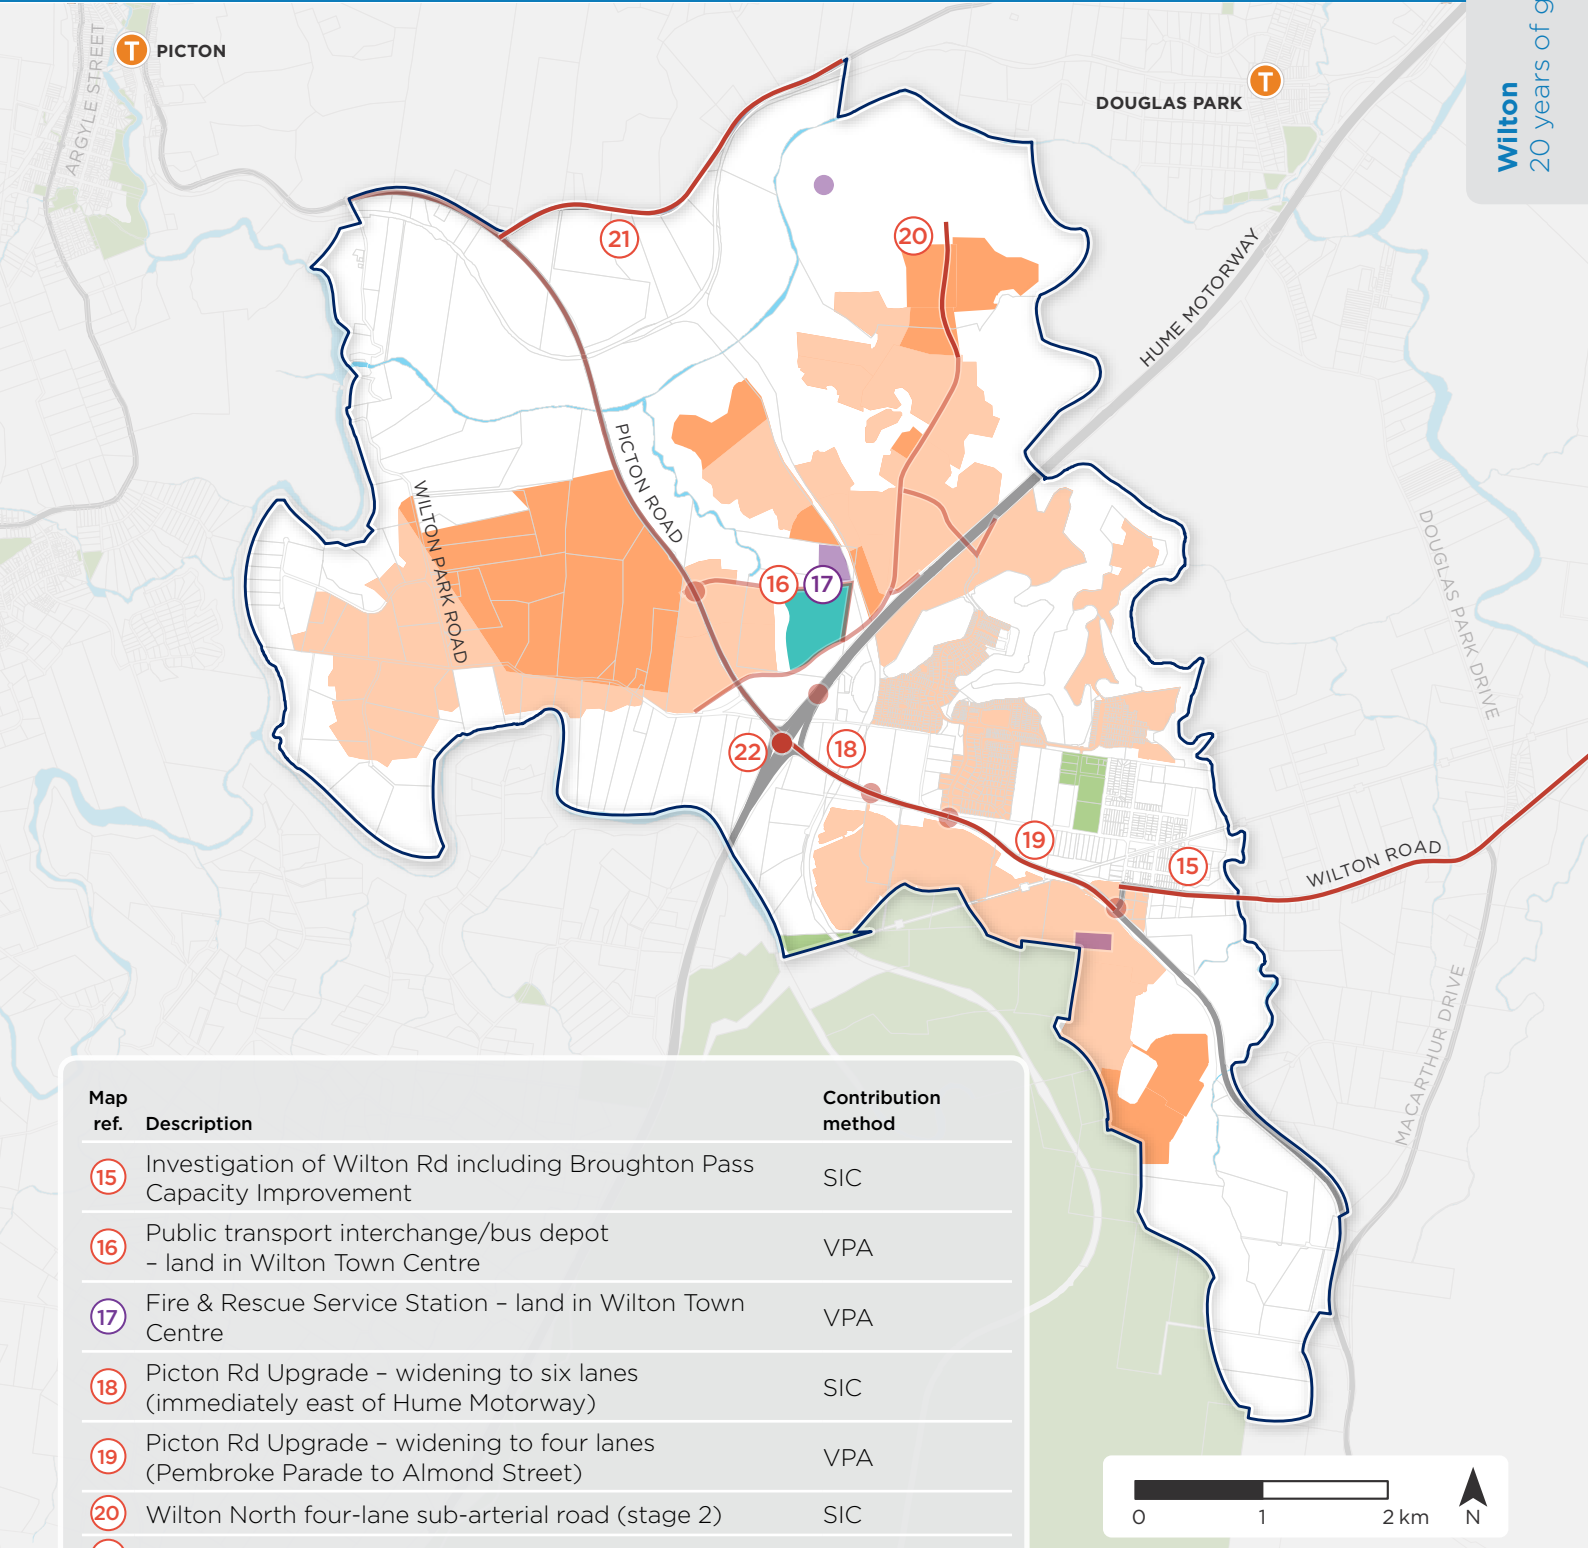 T PICTON
ARGYLE STREET
T
DOUGLAS PARK
Wilton
20 years of g
21
20
HUME MOTORWAY
PICTON ROAD
WILTON PARK ROAD
16
17
DOUGLAS PARK DRIVE
22
18
19
15
WILTON ROAD
MACARTHUR DRIVE
Map ref. Description Contribution method
15 Investigation of Wilton Rd including Broughton Pass
Capacity Improvement SIC
16 Public transport interchange/bus depot
– land in Wilton Town Centre VPA
17 Fire & Rescue Service Station – land in Wilton Town
Centre VPA
18 Picton Rd Upgrade – widening to six lanes
(immediately east of Hume Motorway) SIC
19 Picton Rd Upgrade – widening to four lanes
(Pembroke Parade to Almond Street) VPA
20 Wilton North four-lane sub-arterial road (stage 2) SIC
0 1 2 km N